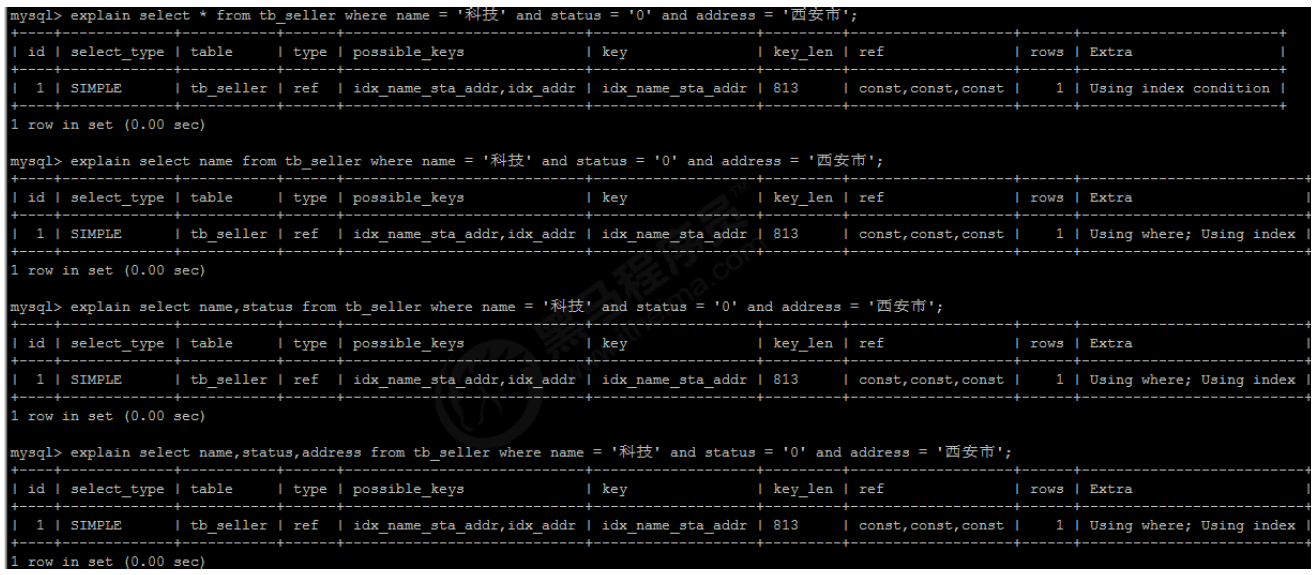 mysql> explain select * from tb_seller where name = '科技' and status = '0' and address = '西安市';
+----+-------------+-----------+------+---------------------------+-------------------+---------+-------------------+------+-----------------------+
| id | select_type | table | type | possible_keys | key | key_len | ref | rows | Extra |
+----+-------------+-----------+------+---------------------------+-------------------+---------+-------------------+------+-----------------------+
| 1 | SIMPLE | tb_seller | ref | idx_name_sta_addr,idx_addr | idx_name_sta_addr | 813 | const,const,const | 1 | Using index condition |
+----+-------------+-----------+------+---------------------------+-------------------+---------+-------------------+------+-----------------------+
1 row in set (0.00 sec)
mysql> explain select name from tb_seller where name = '科技' and status = '0' and address = '西安市';
+----+-------------+-----------+------+---------------------------+-------------------+---------+-------------------+------+--------------------------+
| id | select_type | table | type | possible_keys | key | key_len | ref | rows | Extra |
+----+-------------+-----------+------+---------------------------+-------------------+---------+-------------------+------+--------------------------+
| 1 | SIMPLE | tb_seller | ref | idx_name_sta_addr,idx_addr | idx_name_sta_addr | 813 | const,const,const | 1 | Using where; Using index |
+----+-------------+-----------+------+---------------------------+-------------------+---------+-------------------+------+--------------------------+
1 row in set (0.00 sec)
mysql> explain select name,status from tb_seller where name = '科技' and status = '0' and address = '西安市';
+----+-------------+-----------+------+---------------------------+-------------------+---------+-------------------+------+--------------------------+
| id | select_type | table | type | possible_keys | key | key_len | ref | rows | Extra |
+----+-------------+-----------+------+---------------------------+-------------------+---------+-------------------+------+--------------------------+
| 1 | SIMPLE | tb_seller | ref | idx_name_sta_addr,idx_addr | idx_name_sta_addr | 813 | const,const,const | 1 | Using where; Using index |
+----+-------------+-----------+------+---------------------------+-------------------+---------+-------------------+------+--------------------------+
1 row in set (0.00 sec)
mysql> explain select name,status,address from tb_seller where name = '科技' and status = '0' and address = '西安市';
+----+-------------+-----------+------+---------------------------+-------------------+---------+-------------------+------+--------------------------+
| id | select_type | table | type | possible_keys | key | key_len | ref | rows | Extra |
+----+-------------+-----------+------+---------------------------+-------------------+---------+-------------------+------+--------------------------+
| 1 | SIMPLE | tb_seller | ref | idx_name_sta_addr,idx_addr | idx_name_sta_addr | 813 | const,const,const | 1 | Using where; Using index |
+----+-------------+-----------+------+---------------------------+-------------------+---------+-------------------+------+--------------------------+
1 row in set (0.00 sec)
黑马程序员™
www.itheima.com